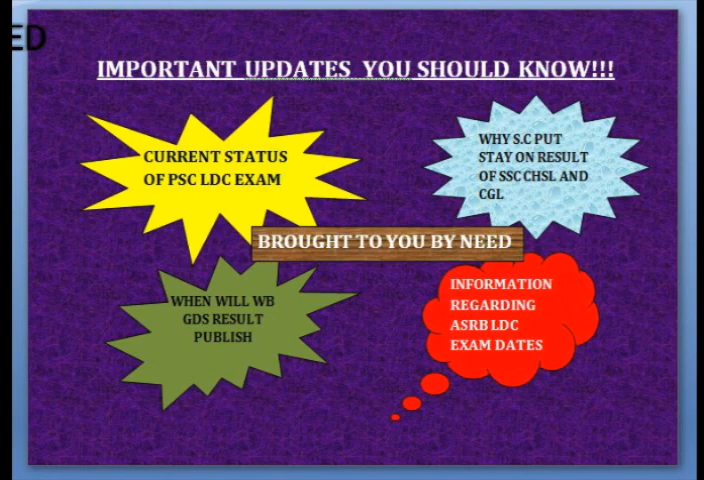 ED
IMPORTANT UPDATES YOU SHOULD KNOW!!!
CURRENT STATUS
OF PSC LDC EXAM
WHY S.C PUT
STAY ON RESULT
OF SSC CHSL AND
CGL
BROUGHT TO YOU BY NEED
WHEN WILL WB
GDS RESULT
PUBLISH
INFORMATION
REGARDING
ASRB LDC
EXAM DATES